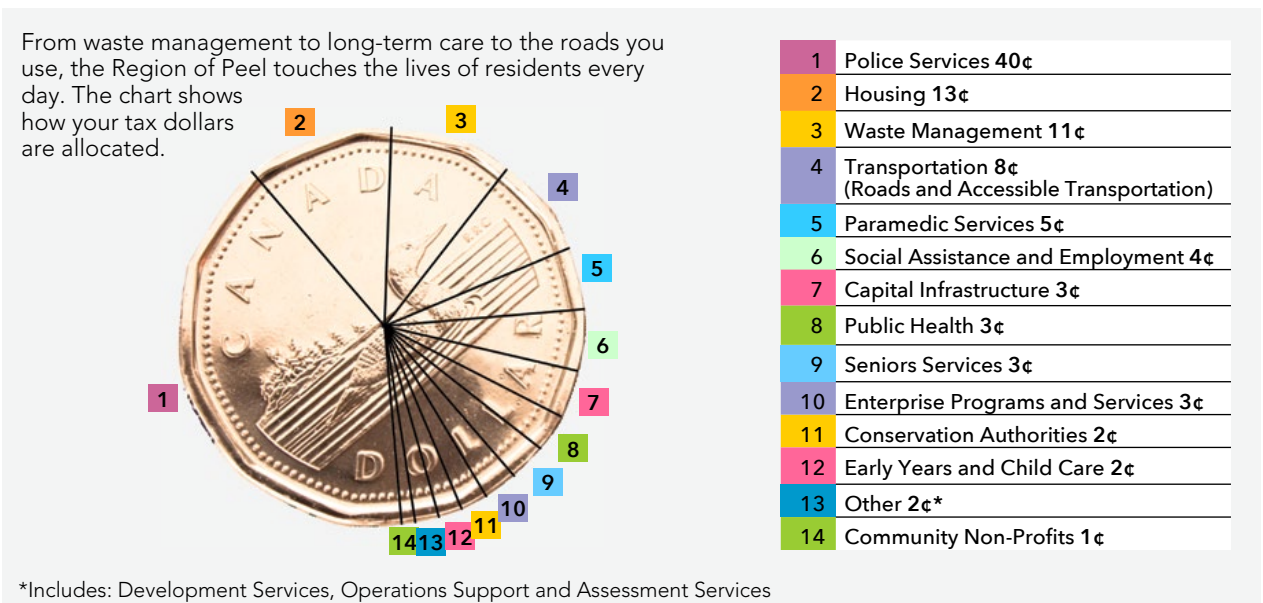 From waste management to long-term care to the roads you
use, the Region of Peel touches the lives of residents every
day. The chart shows
how your tax dollars
are allocated.
2
3
4
5
6
1
7
8
9
10
11
12
13
14
CANADA
DOLLAR
1 Police Services 40¢
2 Housing 13¢
3 Waste Management 11¢
4 Transportation 8¢
(Roads and Accessible Transportation)
5 Paramedic Services 5¢
6 Social Assistance and Employment 4¢
7 Capital Infrastructure 3¢
8 Public Health 3¢
9 Seniors Services 3¢
10 Enterprise Programs and Services 3¢
11 Conservation Authorities 2¢
12 Early Years and Child Care 2¢
13 Other 2¢*
14 Community Non-Profits 1¢
*Includes: Development Services, Operations Support and Assessment Services